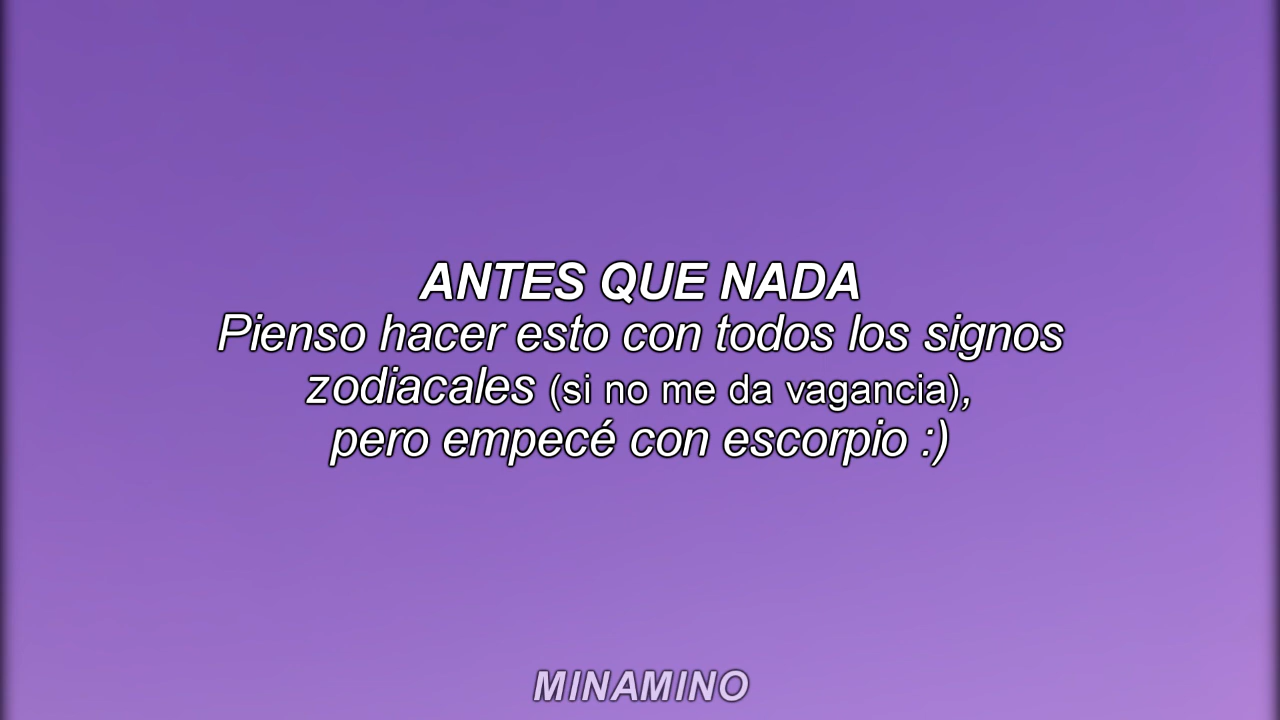 ANTES QUE NADA
Pienso hacer esto con todos los signos
zodiacales (si no me da vagancia),
pero empecé con escorpio :)
MINAMINO